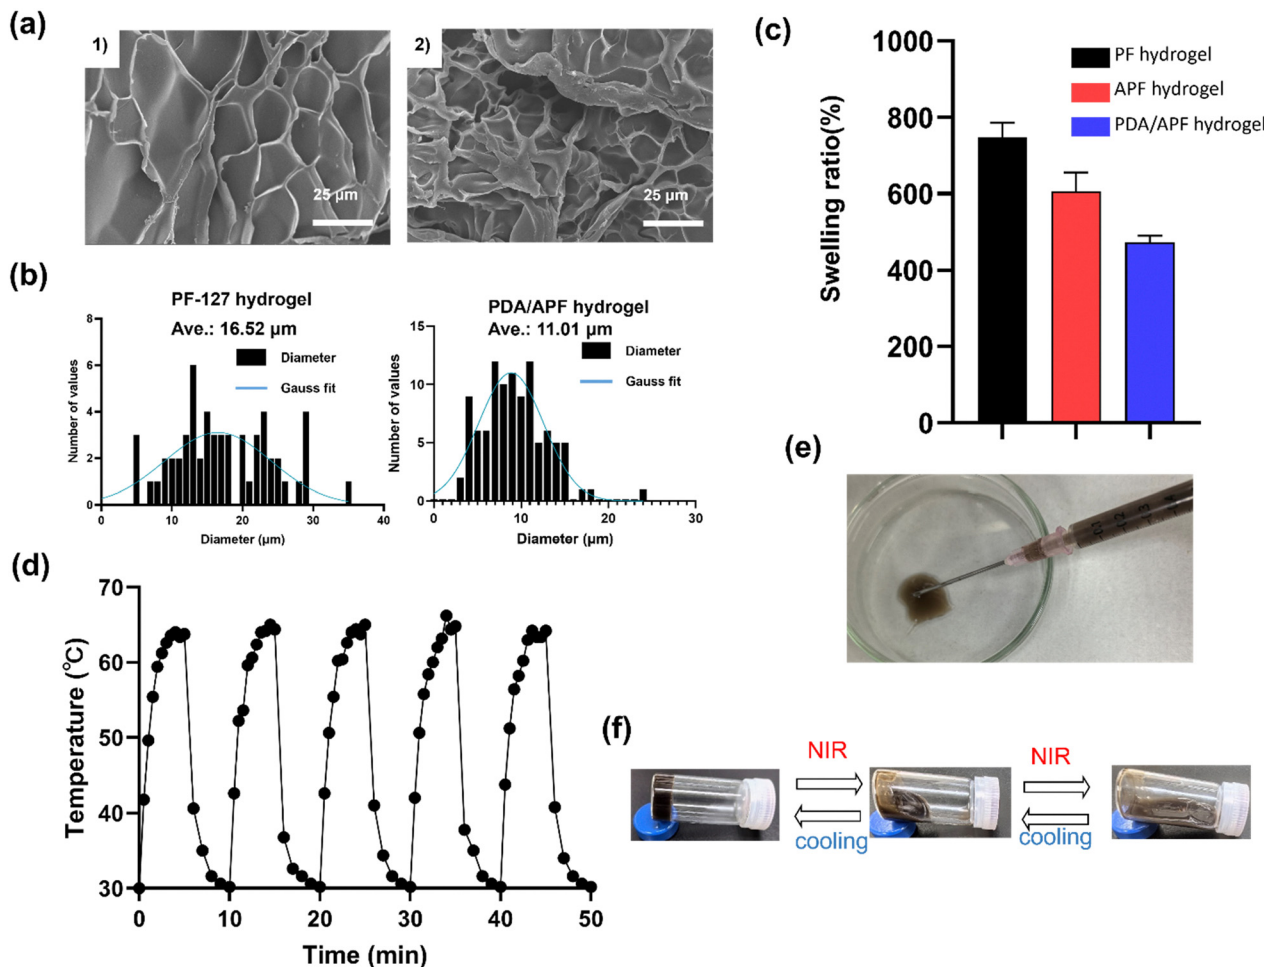 (a)
1)
25 μm
2)
25 μm
(b)
PF-127 hydrogel
Ave.: 16.52 μm
Diameter
Gauss fit
Number of values
8
6
4
2
0
0 10 20 30 40
Diameter (μm)
PDA/APF hydrogel
Ave.: 11.01 μm
Diameter
Gauss fit
Number of values
15
10
5
0
0 10 20 30
Diameter (μm)
(c)
PF hydrogel
APF hydrogel
PDA/APF hydrogel
Swelling ratio(%)
1000
800
600
400
200
0
(d)
Temperature (℃)
70
60
50
40
30
0 10 20 30 40 50
Time (min)
(e)
(f)
NIR
cooling
NIR
cooling